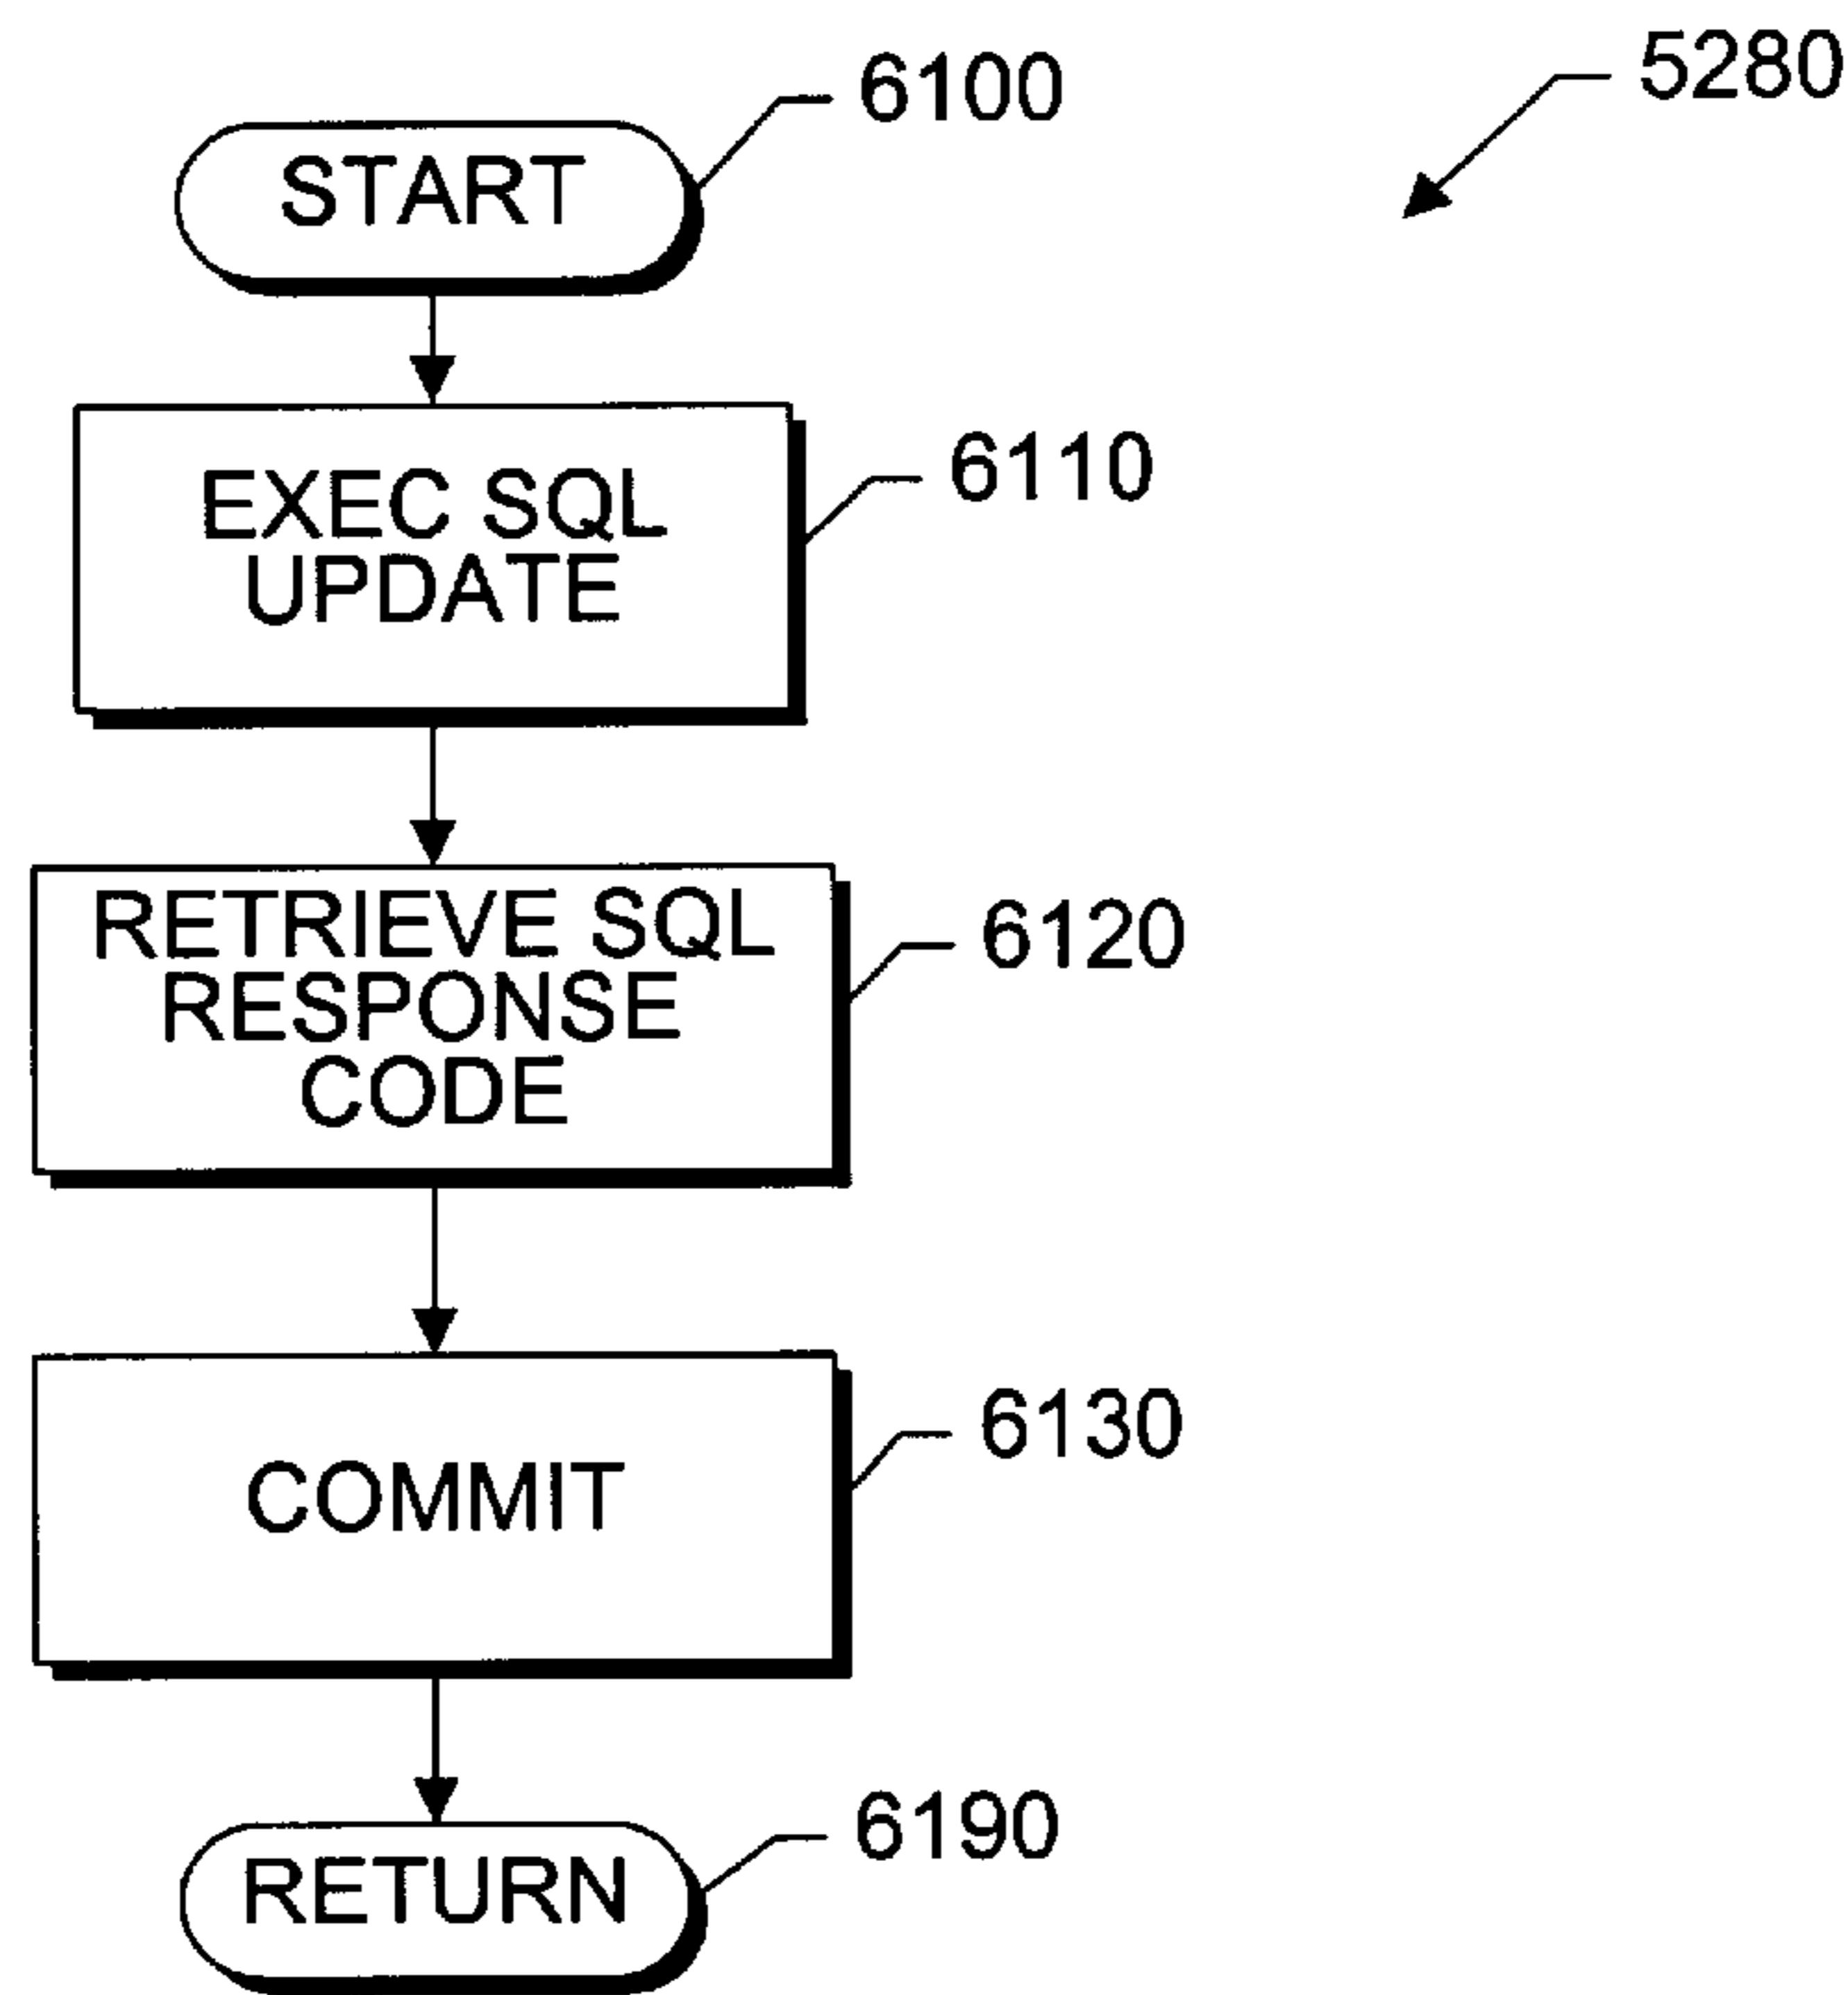 5280
6100
START
6110
EXEC SQL
UPDATE
6120
RETRIEVE SQL
RESPONSE
CODE
6130
COMMIT
6190
RETURN